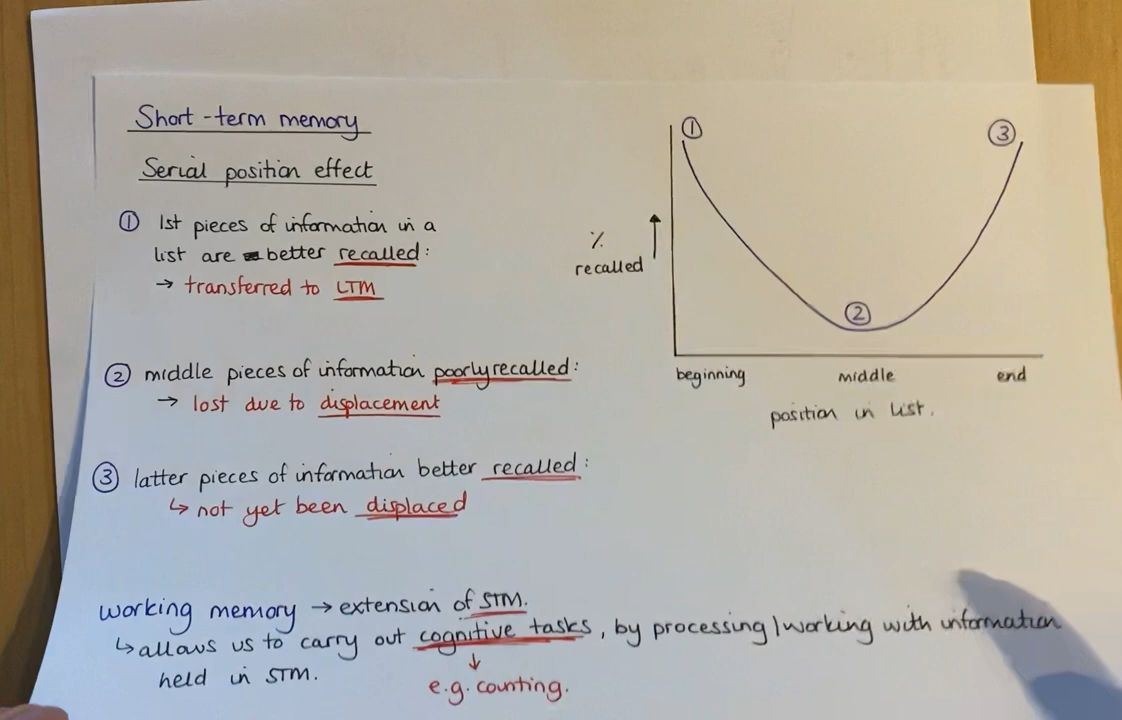 Short-term memory
Serial position effect
① 1st pieces of information in a
list are better recalled:
→ transferred to LTM
② middle pieces of information poorly recalled:
→ lost due to displacement
③ latter pieces of information better recalled:
↳ not yet been displaced
①
③
%
recalled
②
beginning middle end
position in list.
working memory → extension of STM.
↳ allows us to carry out cognitive tasks, by processing/working with information
held in STM.
↓
e.g. counting.